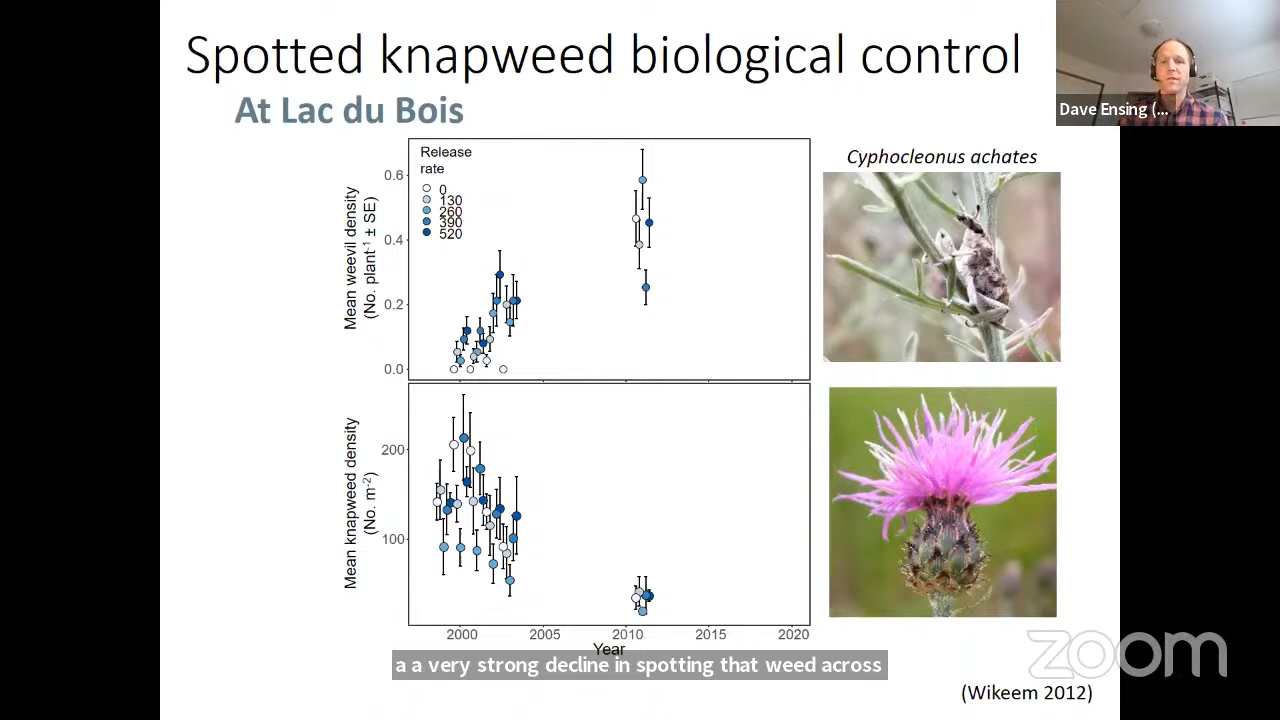 Spotted knapweed biological control
At Lac du Bois
Dave Ensing (...
Release
rate
0
130
260
390
520
Mean weevil density
(No. plant-1 ± SE)
0.6
0.4
0.2
0.0
Cyphocleonus achates
Mean knapweed density
(No. m-2)
200
100
2000 2005 2010 2015 2020
Year
a a very strong decline in spotting that weed across
zoom
(Wikeem 2012)